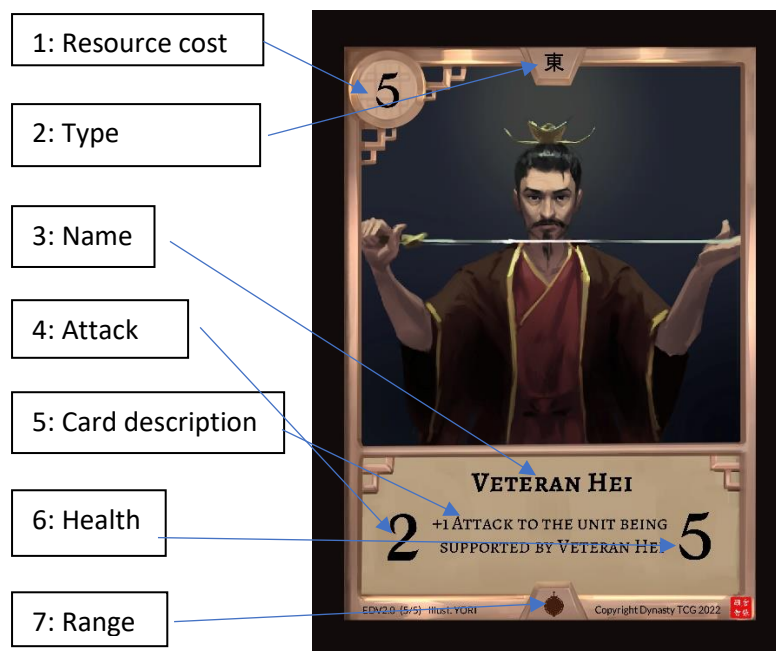 1: Resource cost
2: Type
3: Name
4: Attack
5: Card description
6: Health
7: Range
5
東
VETERAN HEI
2
+1 ATTACK TO THE UNIT BEING
SUPPORTED BY VETERAN HEI
5
EDV2.0 (5/5) Illust. YORI
Copyright Dynasty TCG 2022